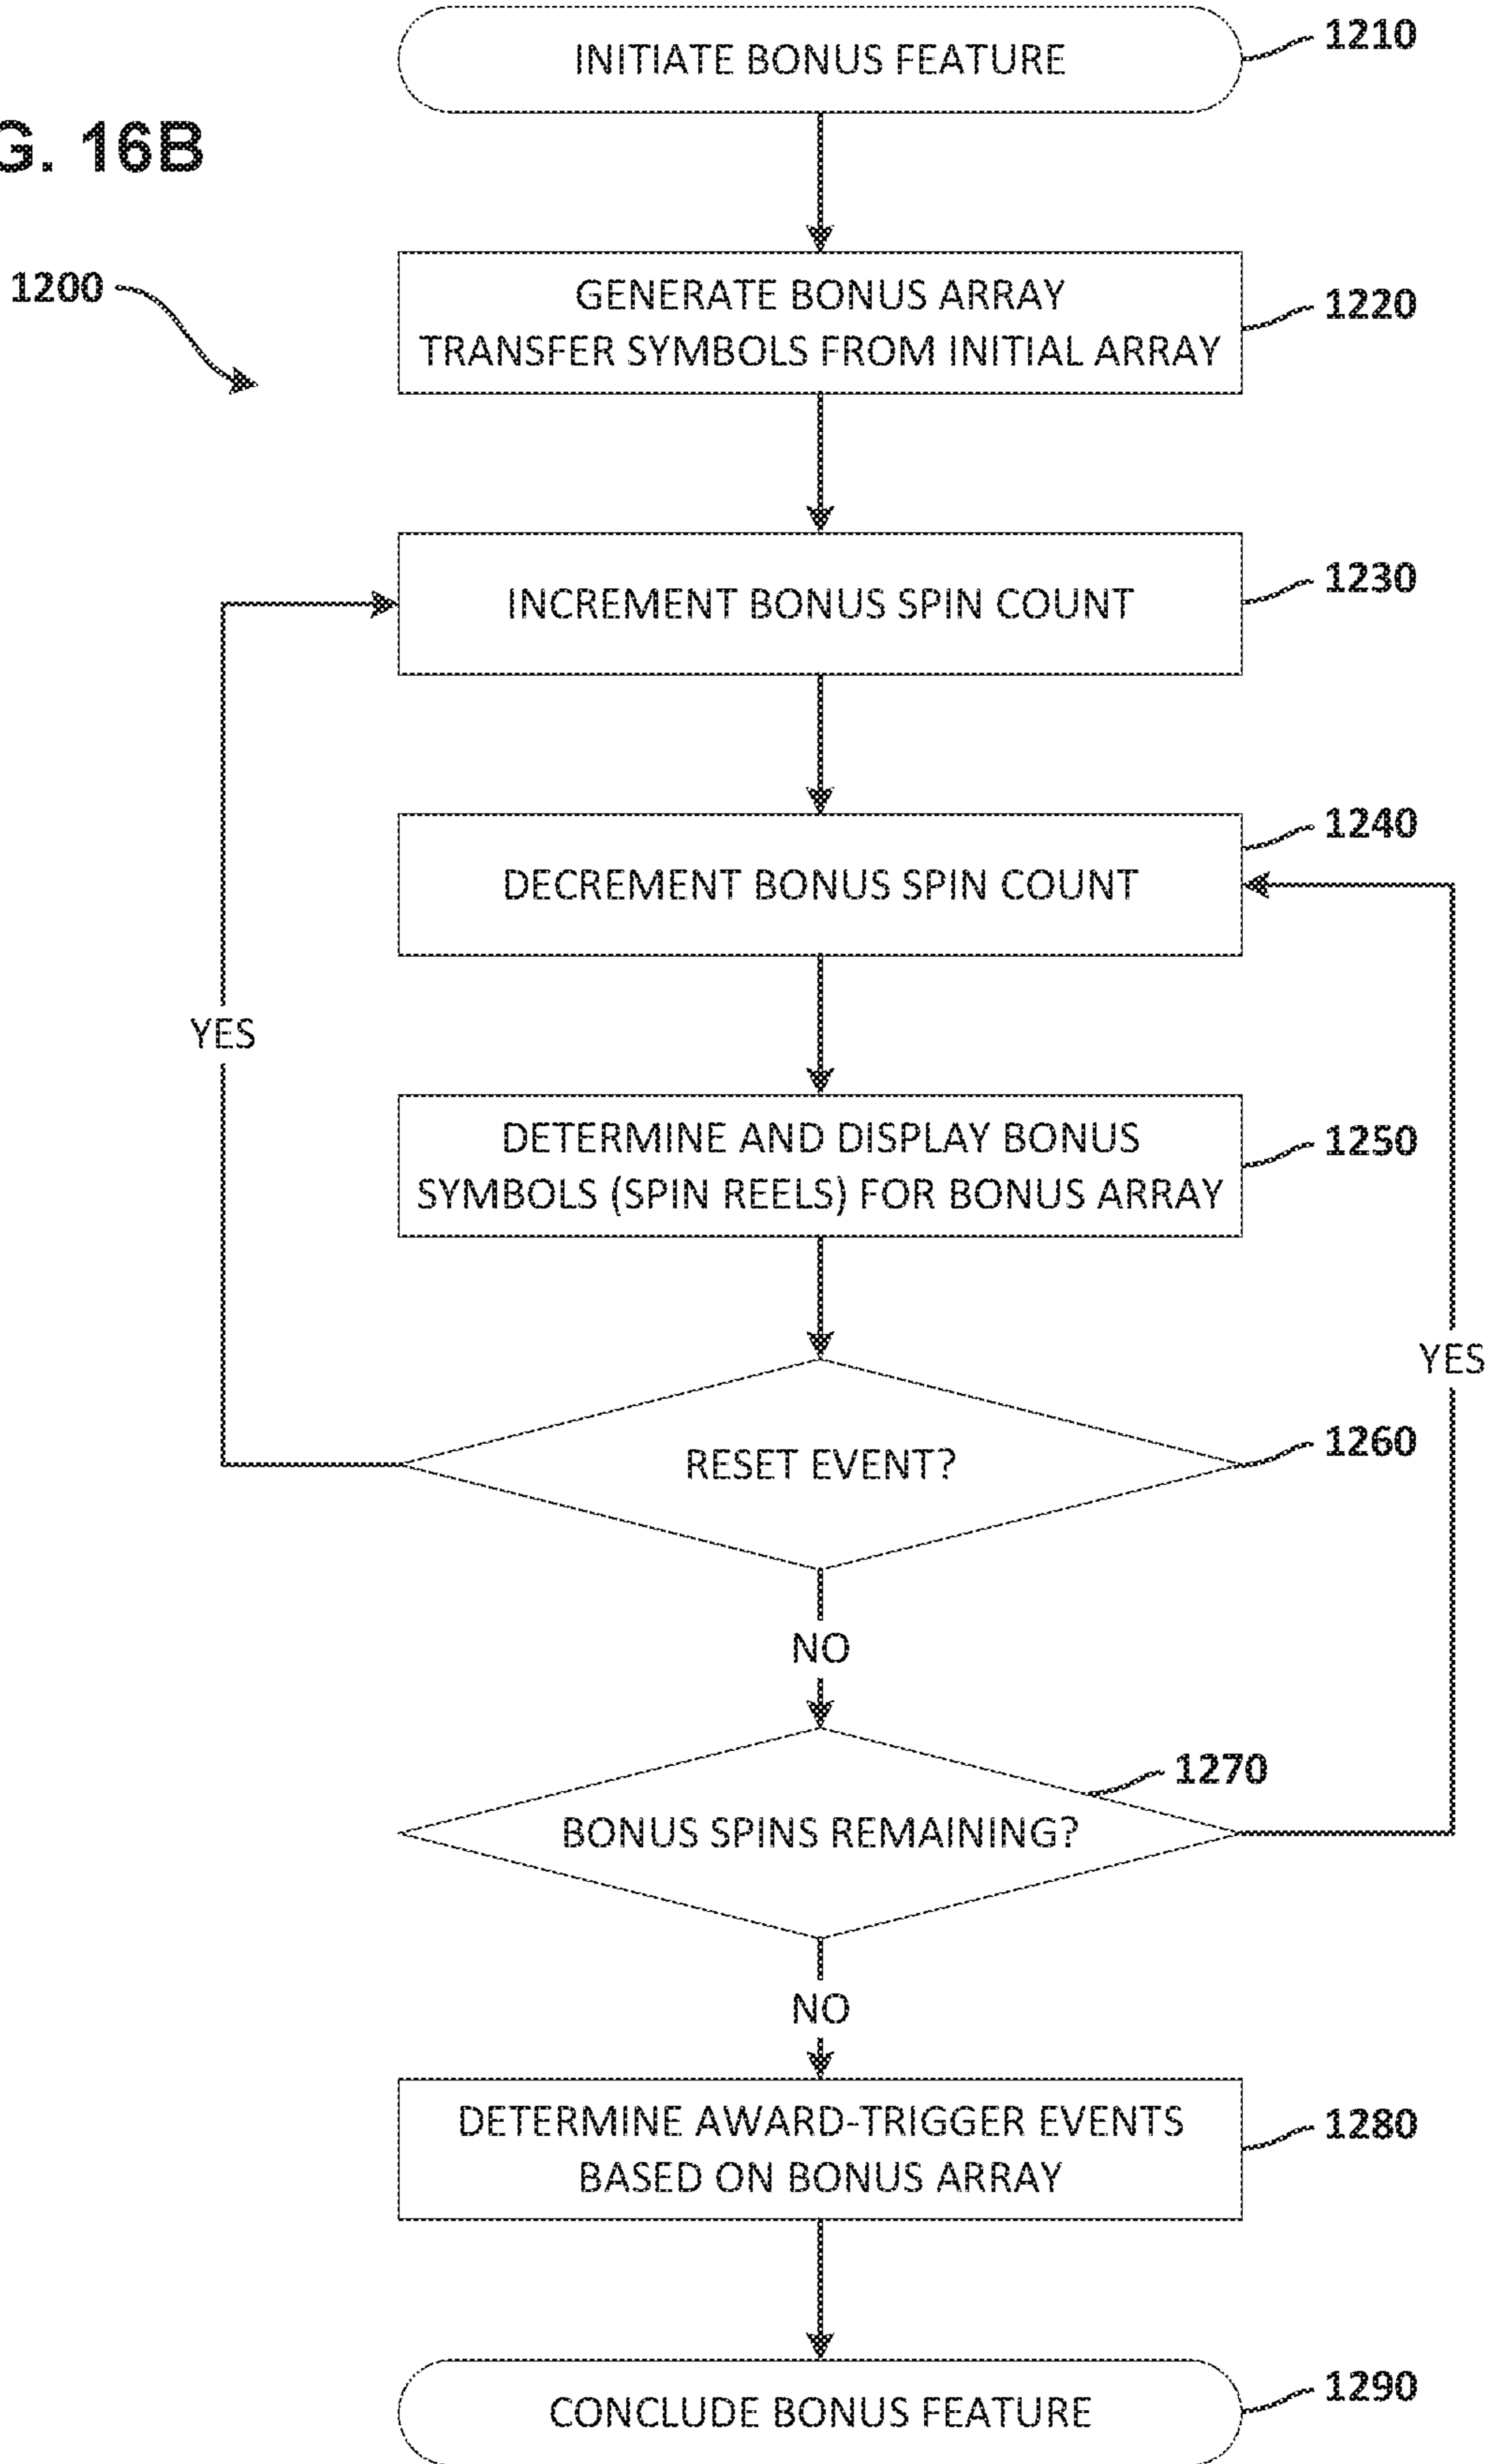 INITIATE BONUS FEATURE
1210
G. 16B
1200
GENERATE BONUS ARRAY
TRANSFER SYMBOLS FROM INITIAL ARRAY
1220
INCREMENT BONUS SPIN COUNT
1230
DECREMENT BONUS SPIN COUNT
1240
YES
DETERMINE AND DISPLAY BONUS
SYMBOLS (SPIN REELS) FOR BONUS ARRAY
1250
YES
RESET EVENT?
1260
NO
BONUS SPINS REMAINING?
1270
NO
DETERMINE AWARD-TRIGGER EVENTS
BASED ON BONUS ARRAY
1280
CONCLUDE BONUS FEATURE
1290